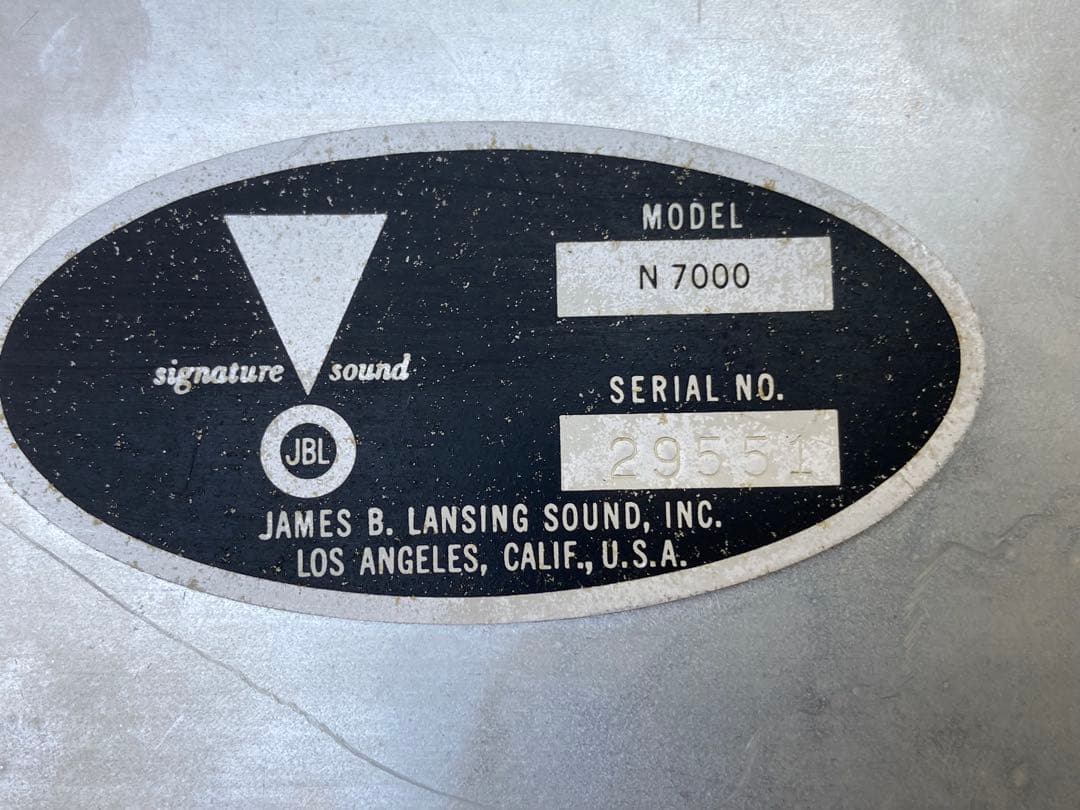 MODEL
N 7000
signature sound
SERIAL NO.
29551
JBL
JAMES B. LANSING SOUND, INC.
LOS ANGELES, CALIF., U.S.A.